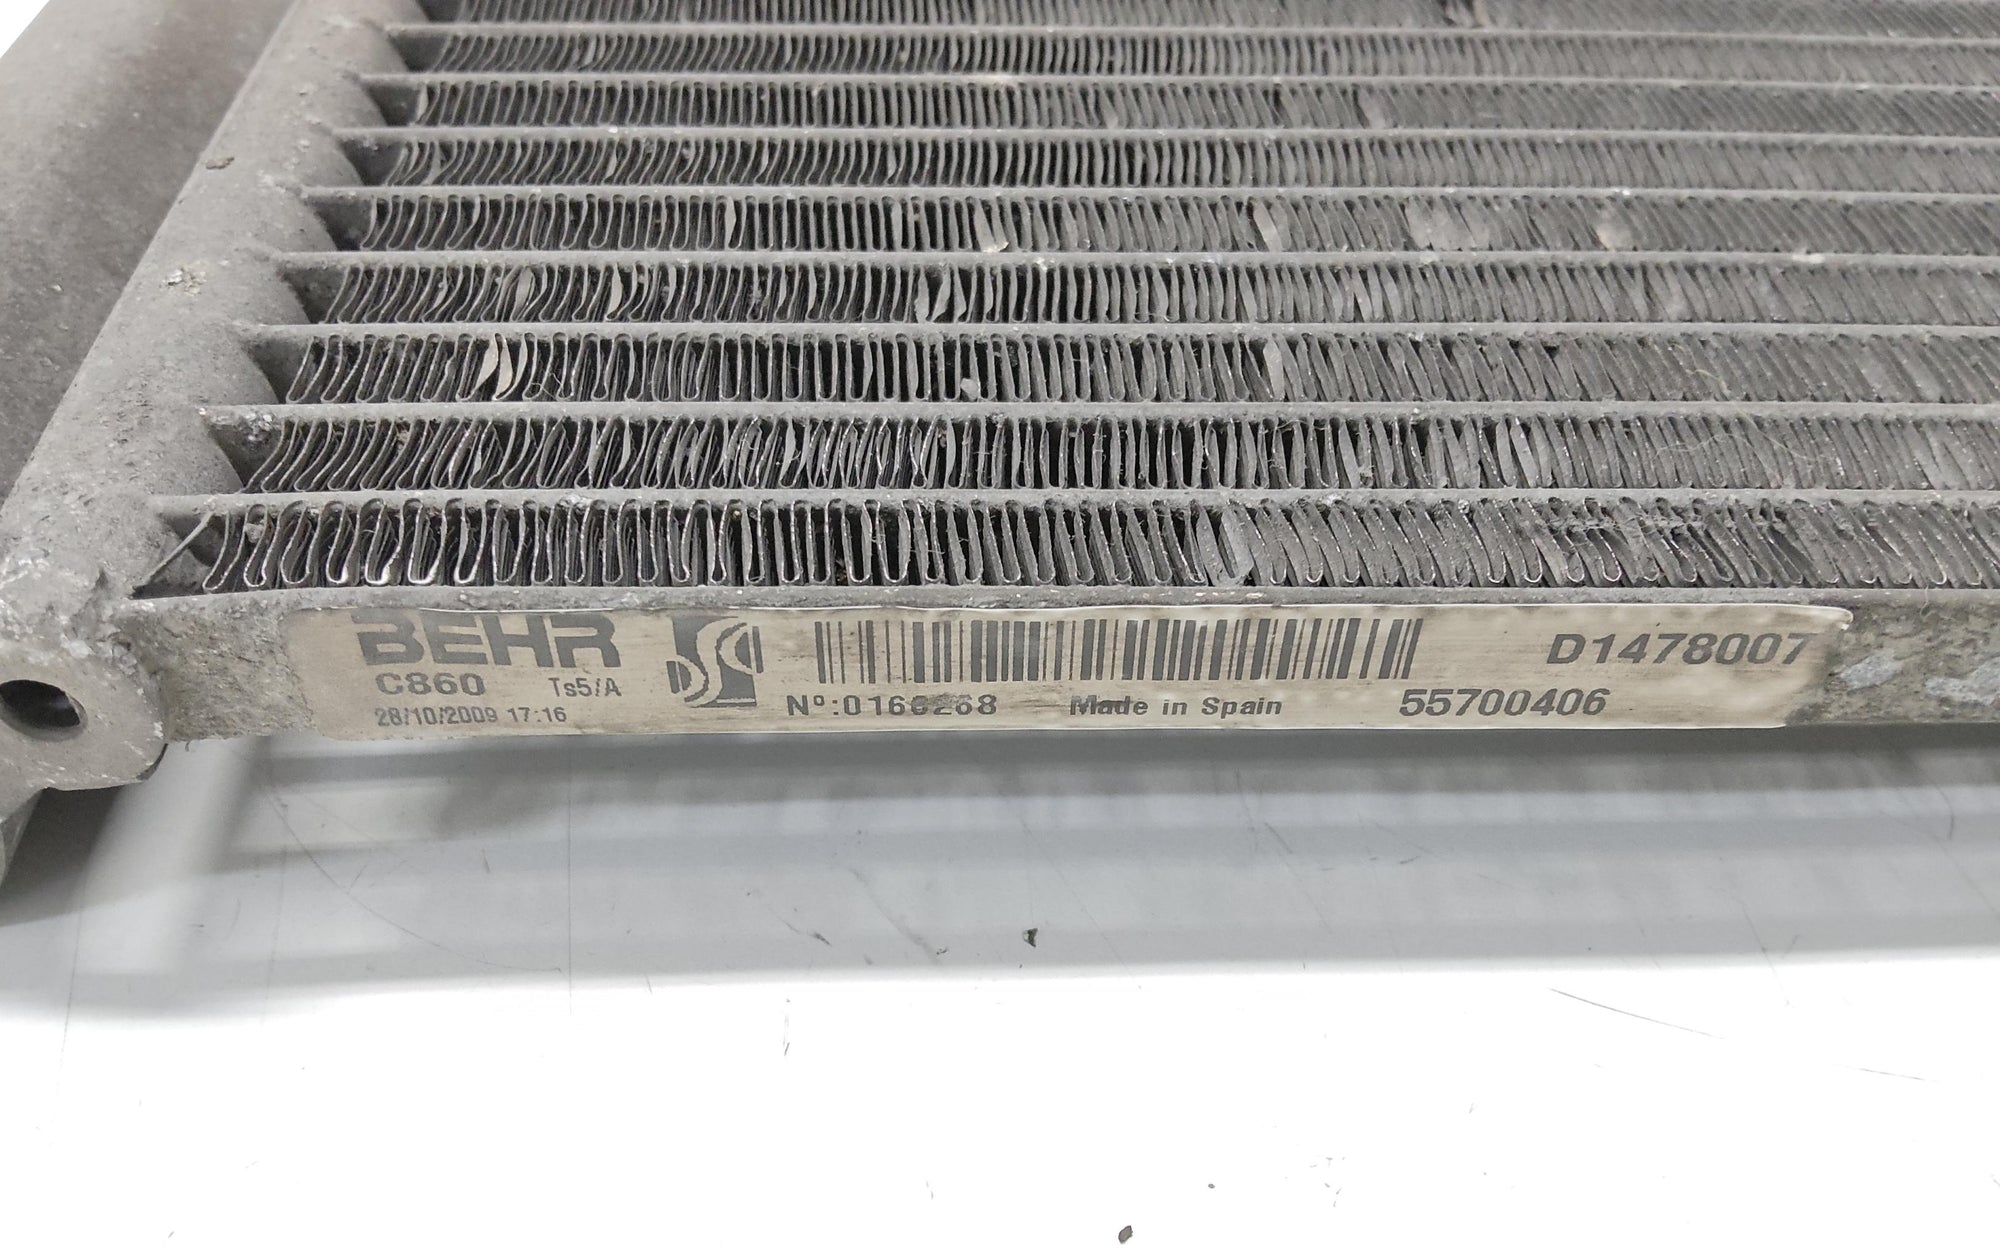 BEHR
C860 Ts5/A
28/10/2009 17:16
Made in Spain
D1478007
55700406